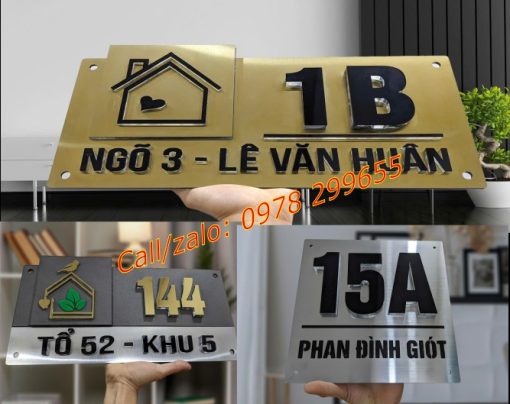 1B
NGÕ 3 - LÊ VĂN HUÂN
Call/zalo: 0978 299655
144
TỔ 52 - KHU 5
15A
PHAN ĐÌNH GIÓT